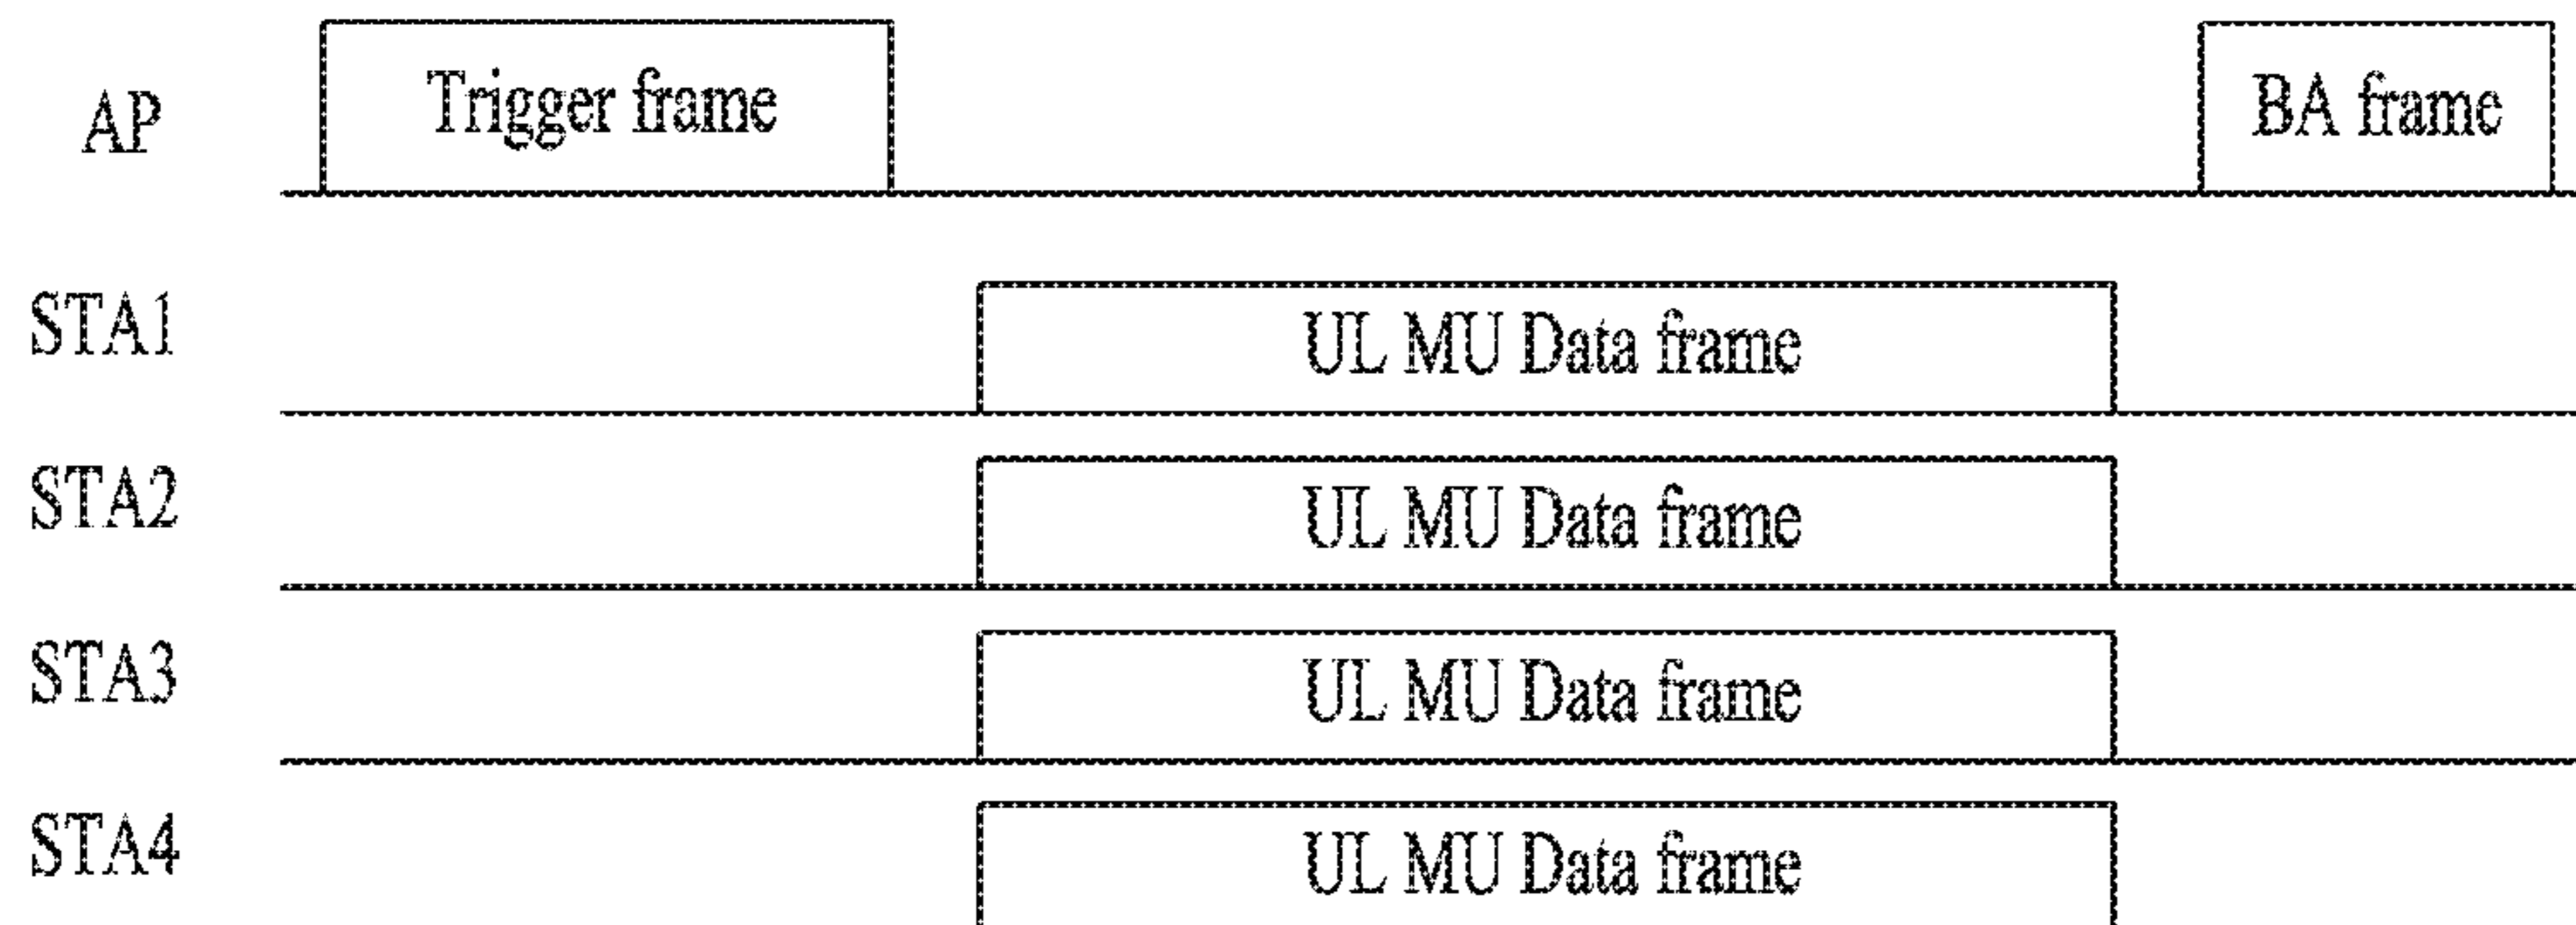 AP Trigger frame BA frame
STA1 UL MU Data frame
STA2 UL MU Data frame
STA3 UL MU Data frame
STA4 UL MU Data frame